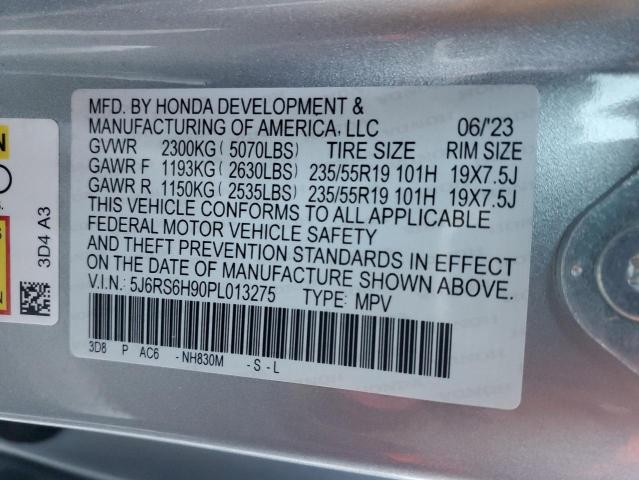 MFD. BY HONDA DEVELOPMENT &
MANUFACTURING OF AMERICA, LLC 06/'23
GVWR 2300KG ( 5070LBS) TIRE SIZE RIM SIZE
GAWR F 1193KG ( 2630LBS) 235/55R19 101H 19X7.5J
GAWR R 1150KG ( 2535LBS) 235/55R19 101H 19X7.5J
THIS VEHICLE CONFORMS TO ALL APPLICABLE
FEDERAL MOTOR VEHICLE SAFETY
AND THEFT PREVENTION STANDARDS IN EFFECT
ON THE DATE OF MANUFACTURE SHOWN ABOVE.
V.I.N.: 5J6RS6H90PL013275 TYPE: MPV
3D8 P AC6 -NH830M -S-L
3D4 A3